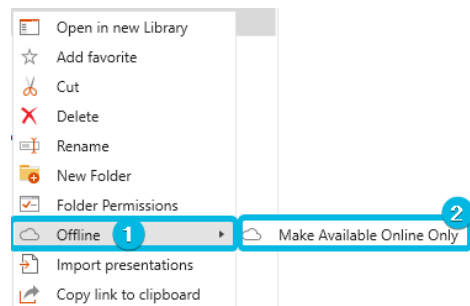 Open in new Library
Add favorite
Cut
Delete
Rename
New Folder
Folder Permissions
2
Offline 1
Make Available Online Only
Import presentations
Copy link to clipboard